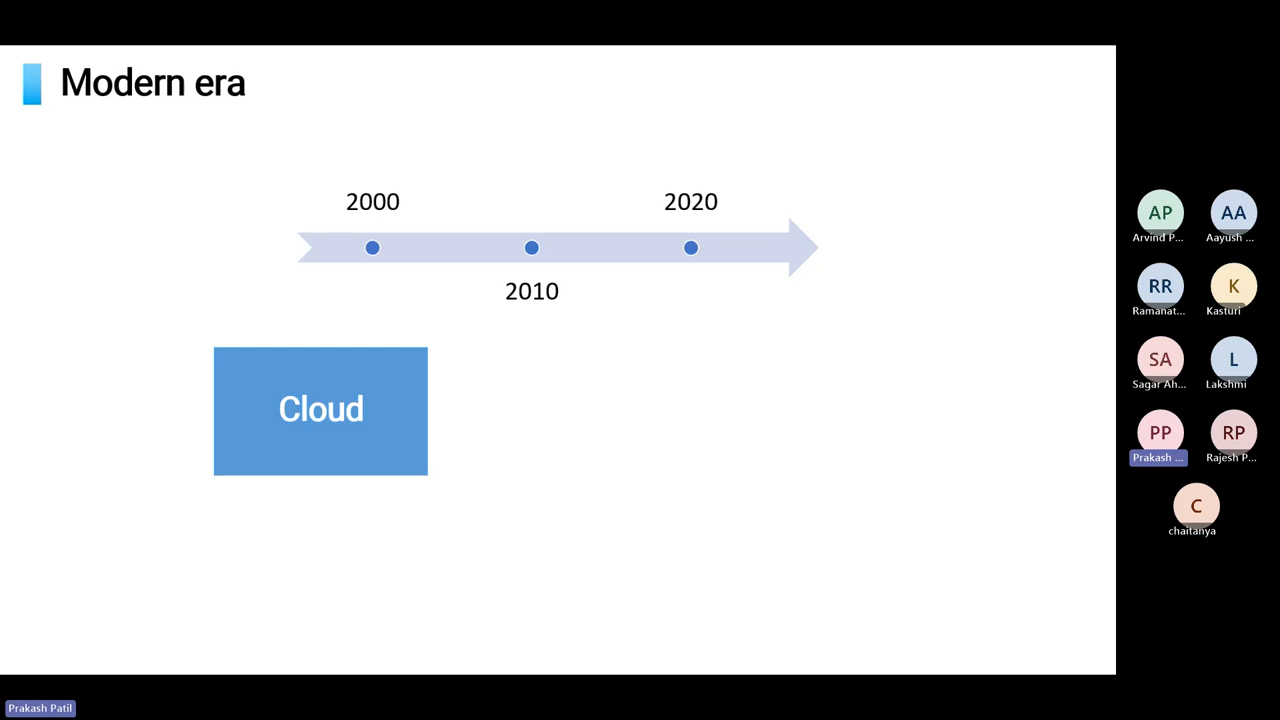 Modern era
2000
2020
2010
Cloud
AP
AA
Arvind P...
Aayush ...
RR
K
Ramanat...
Kasturi
SA
L
Sagar Ah...
Lakshmi
PP
RP
Prakash ...
Rajesh P...
C
chaitanya
Prakash Patil